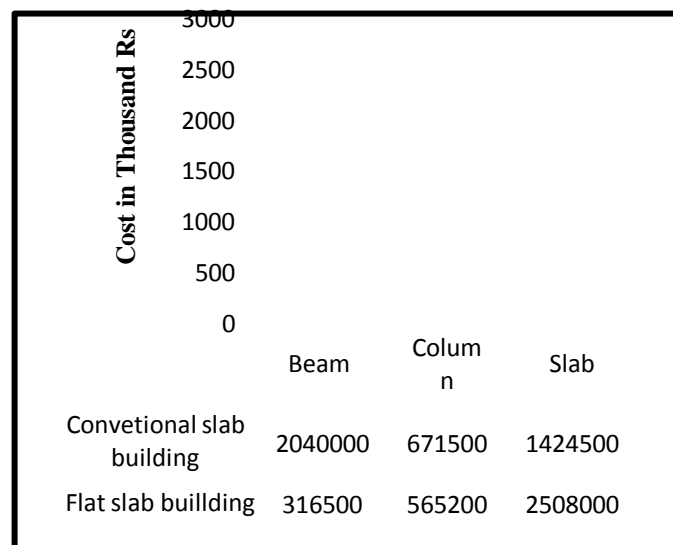 Cost in Thousand Rs
3000
2500
2000
1500
1000
500
0
Beam Colum
n Slab
Convetional slab
building 2040000 671500 1424500
Flat slab buillding 316500 565200 2508000